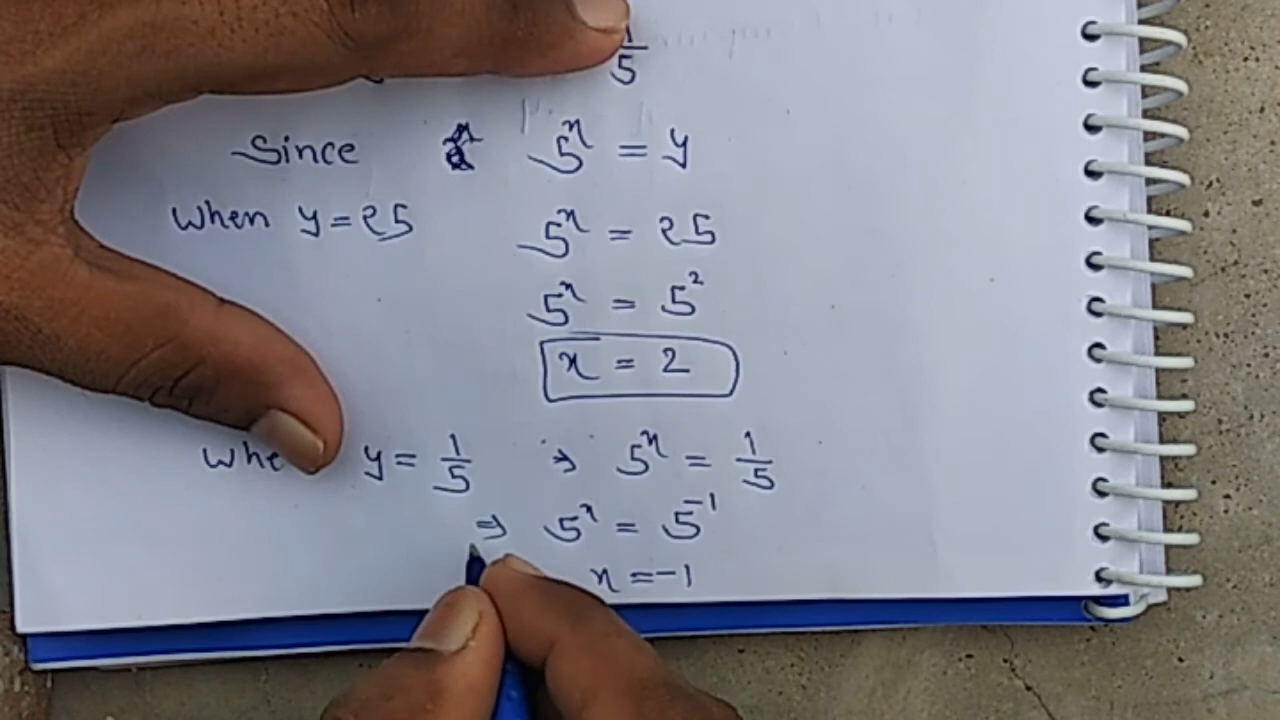 1/5
Since 5^x = y
When y = 25 5^x = 25
5^x = 5^2
x = 2
Whe y = 1/5 ⇒ 5^x = 1/5
⇒ 5^x = 5^-1
x = -1